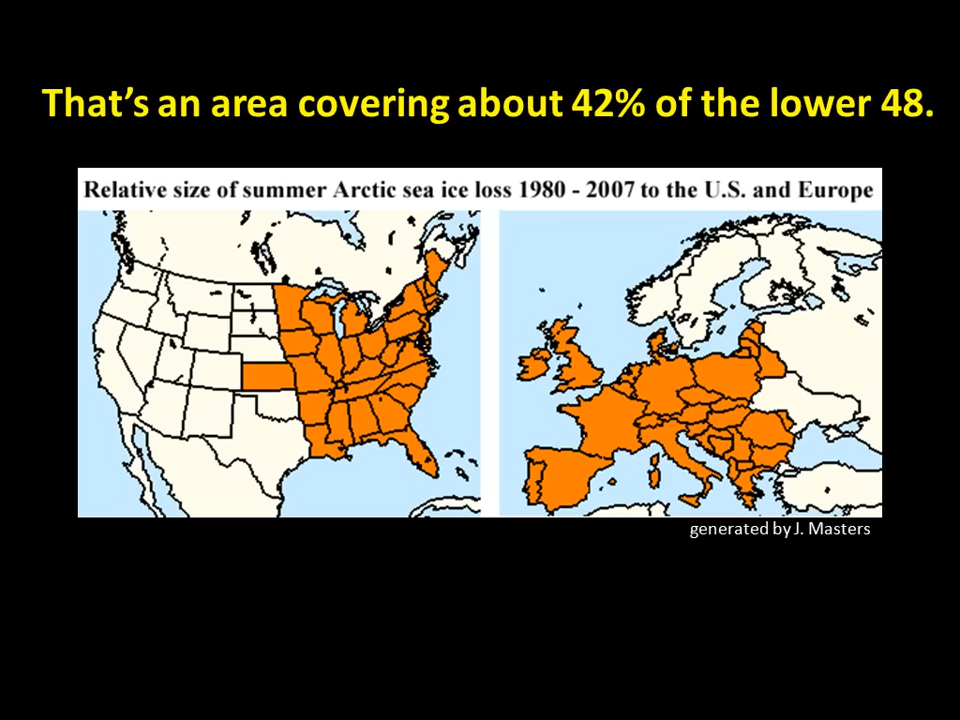 That’s an area covering about 42% of the lower 48.
Relative size of summer Arctic sea ice loss 1980 - 2007 to the U.S. and Europe
generated by J. Masters